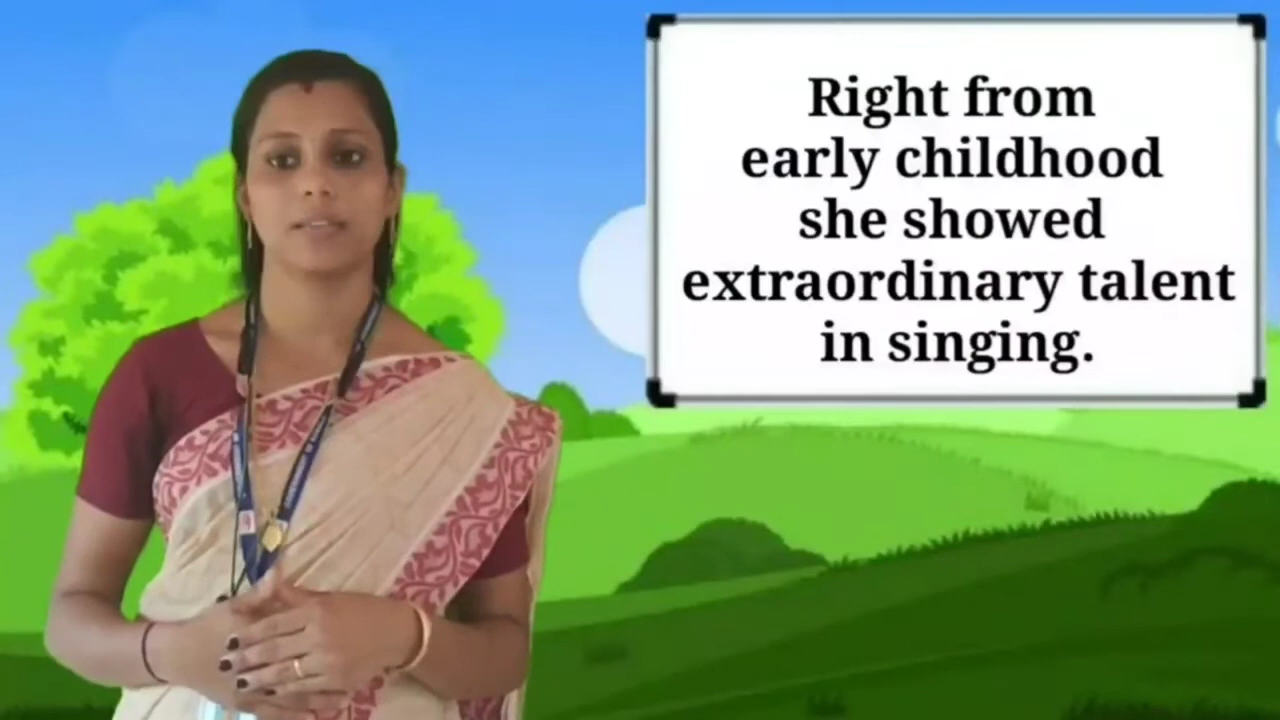 Right from
early childhood
she showed
extraordinary talent
in singing.